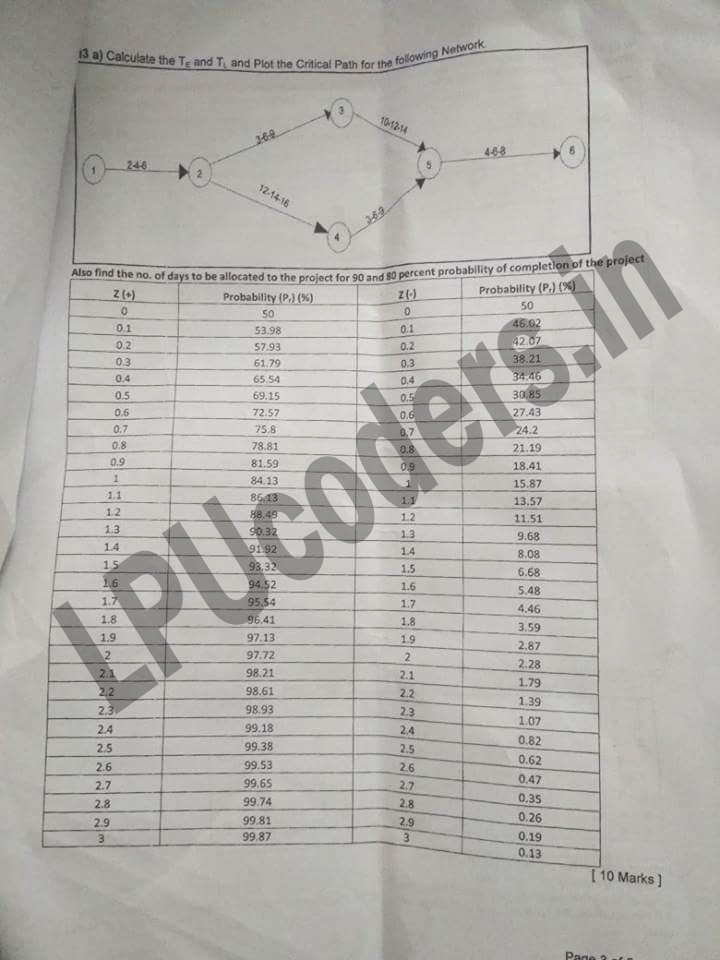 13 a) Calculate the TE and TL and Plot the Critical Path for the following Network
3
10-12-14
3-6-9
1
2-4-6
2
5
4-6-8
6
12-14-16
3-6-9
4
Also find the no. of days to be allocated to the project for 90 and 80 percent probability of completion of the project
Z (+) Probability (Pr) (%) Z (-) Probability (Pr) (%)
0 50 0 50
0.1 53.98 0.1 46.02
0.2 57.93 0.2 42.07
0.3 61.79 0.3 38.21
0.4 65.54 0.4 34.46
0.5 69.15 0.5 30.85
0.6 72.57 0.6 27.43
0.7 75.8 0.7 24.2
0.8 78.81 0.8 21.19
0.9 81.59 0.9 18.41
1 84.13 1 15.87
1.1 86.13 1.1 13.57
1.2 88.49 1.2 11.51
1.3 90.32 1.3 9.68
1.4 91.92 1.4 8.08
1.5 93.32 1.5 6.68
1.6 94.52 1.6 5.48
1.7 95.54 1.7 4.46
1.8 96.41 1.8 3.59
1.9 97.13 1.9 2.87
2 97.72 2 2.28
2.1 98.21 2.1 1.79
2.2 98.61 2.2 1.39
2.3 98.93 2.3 1.07
2.4 99.18 2.4 0.82
2.5 99.38 2.5 0.62
2.6 99.53 2.6 0.47
2.7 99.65 2.7 0.35
2.8 99.74 2.8 0.26
2.9 99.81 2.9 0.19
3 99.87 3 0.13
[ 10 Marks ]
LPUcoders.in